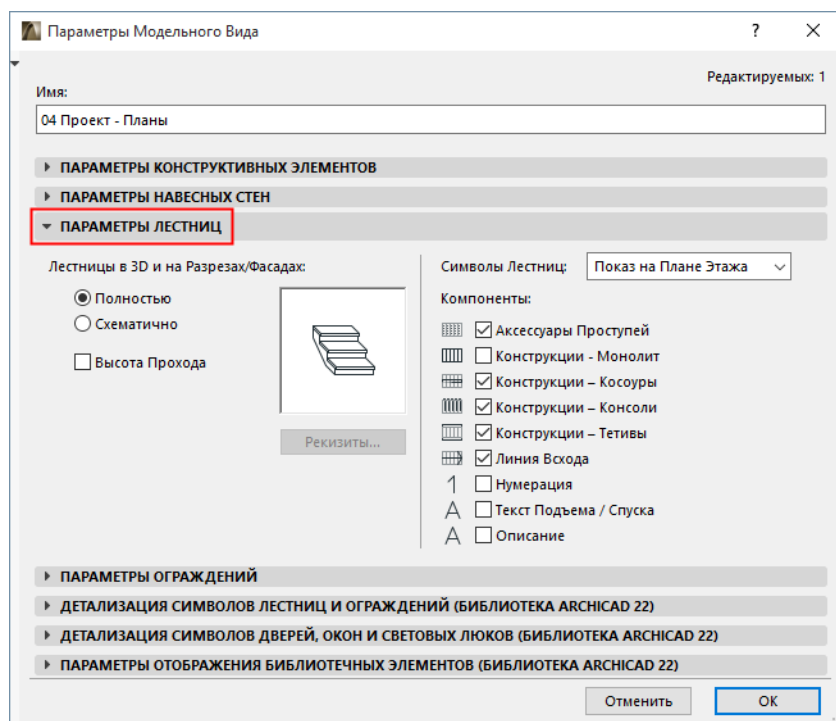 Параметры Модельного Вида
?
Редактируемых: 1
Имя:
04 Проект - Планы
ПАРАМЕТРЫ КОНСТРУКТИВНЫХ ЭЛЕМЕНТОВ
ПАРАМЕТРЫ НАВЕСНЫХ СТЕН
ПАРАМЕТРЫ ЛЕСТНИЦ
Лестницы в 3D и на Разрезах/Фасадах:
Полностью
Схематично
Высота Прохода
Реквизиты...
Символы Лестниц: Показ на Плане Этажа
Компоненты:
Аксессуары Проступей
Конструкции - Монолит
Конструкции – Косоуры
Конструкции – Консоли
Конструкции – Тетивы
Линия Всхода
1 Нумерация
A Текст Подъема / Спуска
A Описание
ПАРАМЕТРЫ ОГРАЖДЕНИЙ
ДЕТАЛИЗАЦИЯ СИМВОЛОВ ЛЕСТНИЦ И ОГРАЖДЕНИЙ (БИБЛИОТЕКА ARCHICAD 22)
ДЕТАЛИЗАЦИЯ СИМВОЛОВ ДВЕРЕЙ, ОКОН И СВЕТОВЫХ ЛЮКОВ (БИБЛИОТЕКА ARCHICAD 22)
ПАРАМЕТРЫ ОТОБРАЖЕНИЯ БИБЛИОТЕЧНЫХ ЭЛЕМЕНТОВ (БИБЛИОТЕКА ARCHICAD 22)
Отменить
OK